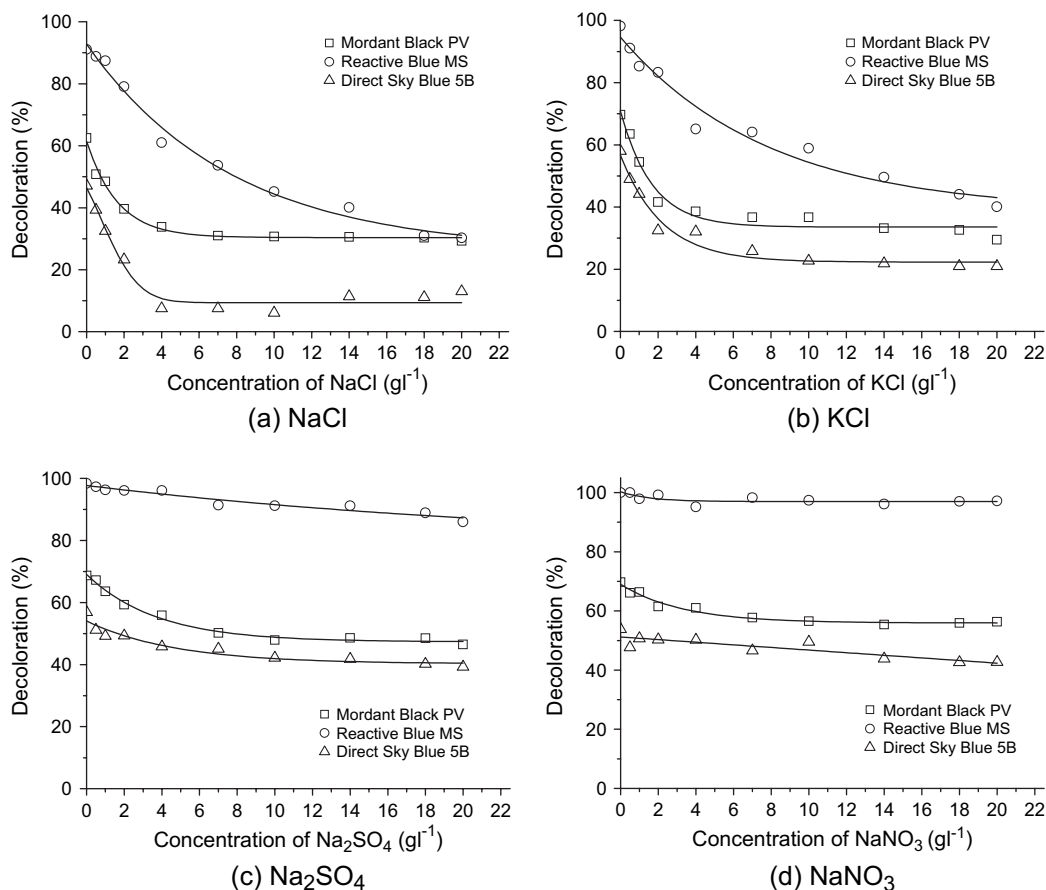 Decoloration (%)
100
80
60
40
20
0
Mordant Black PV
Reactive Blue MS
Direct Sky Blue 5B
0 2 4 6 8 10 12 14 16 18 20 22
Concentration of NaCl (gl⁻¹)
(a) NaCl
Decoloration (%)
100
80
60
40
20
0
Mordant Black PV
Reactive Blue MS
Direct Sky Blue 5B
0 2 4 6 8 10 12 14 16 18 20 22
Concentration of KCl (gl⁻¹)
(b) KCl
Decoloration (%)
100
80
60
40
20
0
Mordant Black PV
Reactive Blue MS
Direct Sky Blue 5B
0 2 4 6 8 10 12 14 16 18 20 22
Concentration of Na₂SO₄ (gl⁻¹)
(c) Na₂SO₄
Decoloration (%)
100
80
60
40
20
0
Mordant Black PV
Reactive Blue MS
Direct Sky Blue 5B
0 2 4 6 8 10 12 14 16 18 20 22
Concentration of NaNO₃ (gl⁻¹)
(d) NaNO₃